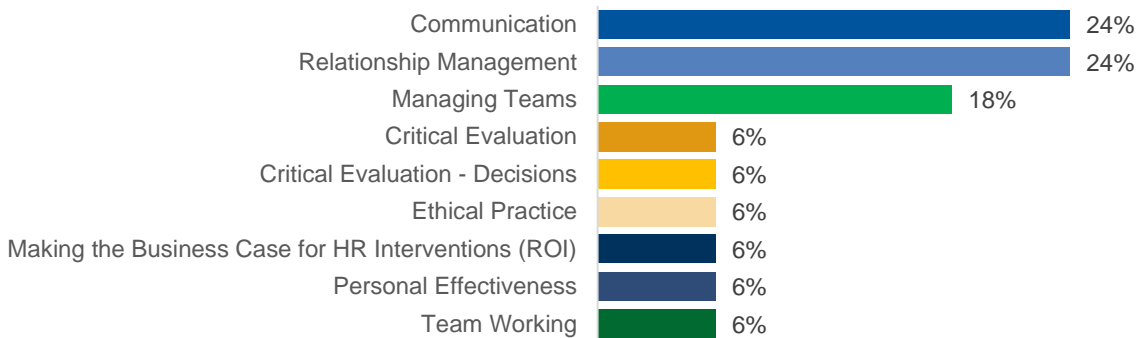 Communication 24%
Relationship Management 24%
Managing Teams 18%
Critical Evaluation 6%
Critical Evaluation - Decisions 6%
Ethical Practice 6%
Making the Business Case for HR Interventions (ROI) 6%
Personal Effectiveness 6%
Team Working 6%